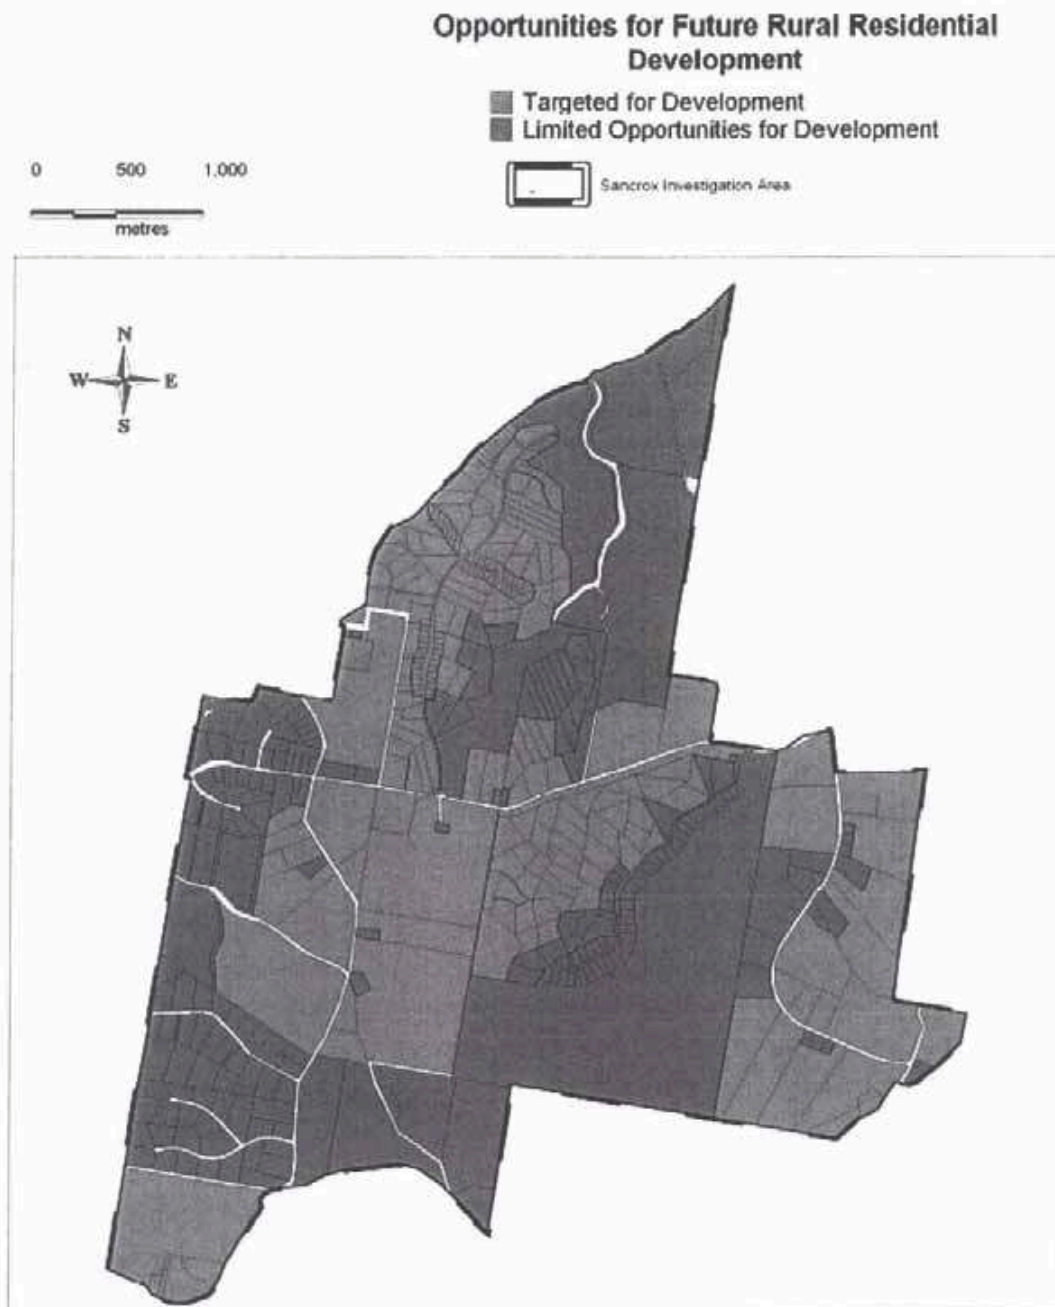 Opportunities for Future Rural Residential
Development
Targeted for Development
Limited Opportunities for Development
0 500 1.000
metres
Sancrox Investigation Area
N
W E
S